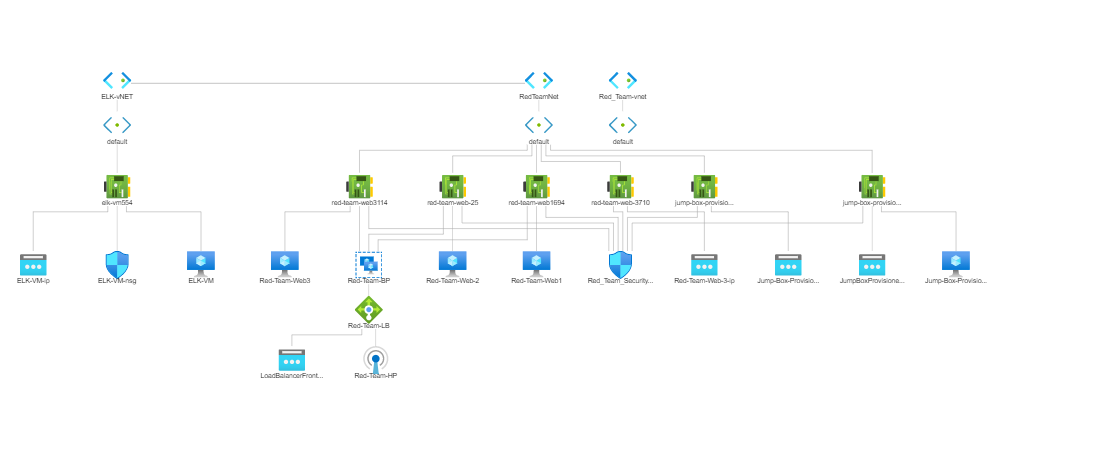 ELK-vNET
RedTeamNet
Red_Team-vnet
default
default
default
elk-vm554
red-team-web3114
red-team-web-25
red-team-web1694
red-team-web-3710
jump-box-provisio...
jump-box-provisio...
ELK-VM-ip
ELK-VM-nsg
ELK-VM
Red-Team-Web3
Red-Team-BP
Red-Team-Web-2
Red-Team-Web1
Red_Team_Security...
Red-Team-Web-3-ip
Jump-Box-Provisio...
JumpBoxProvisione...
Jump-Box-Provisio...
Red-Team-LB
LoadBalancerFront...
Red-Team-HP